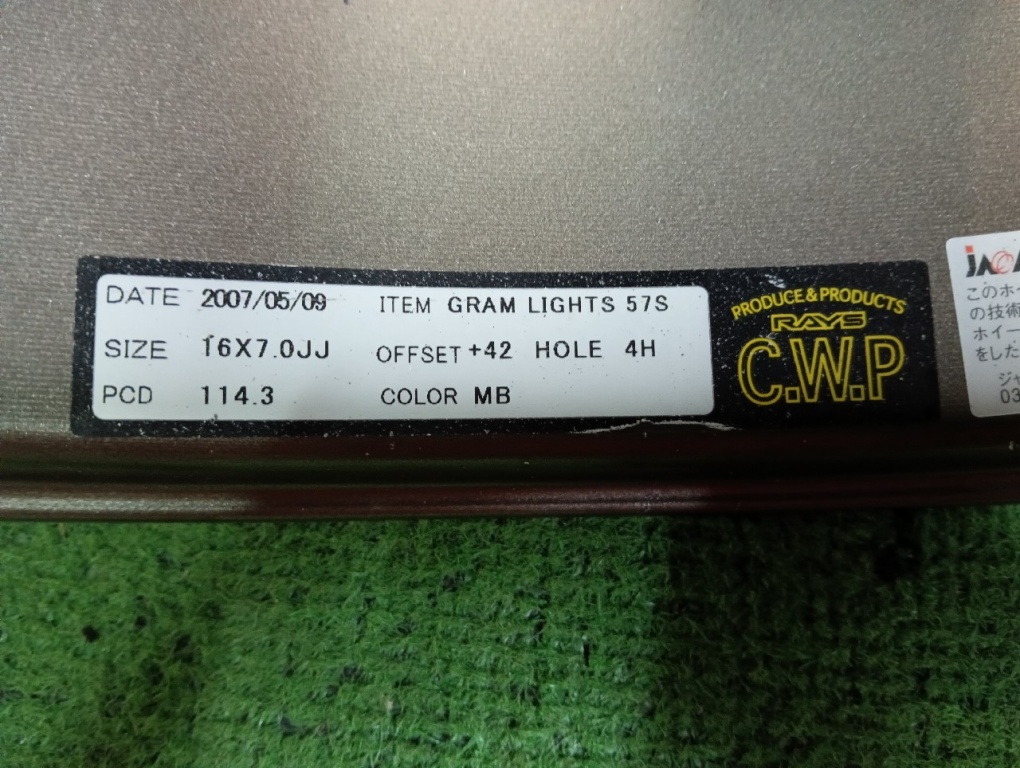 DATE 2007/05/09 ITEM GRAM LIGHTS 57S
SIZE 16X7.0JJ OFFSET +42 HOLE 4H
PCD 114.3 COLOR MB
PRODUCE & PRODUCTS
RAYS
C.W.P
このホ
の技術
ホイー
をした
ジャ
03